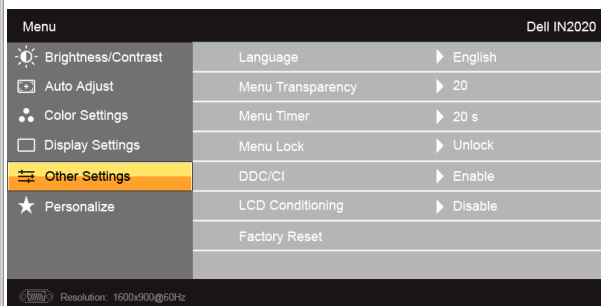 Menu Dell IN2020
Brightness/Contrast Language English
Auto Adjust Menu Transparency 20
Color Settings Menu Timer 20 s
Display Settings Menu Lock Unlock
Other Settings DDC/CI Enable
Personalize LCD Conditioning Disable
Factory Reset
Resolution: 1600x900@60Hz